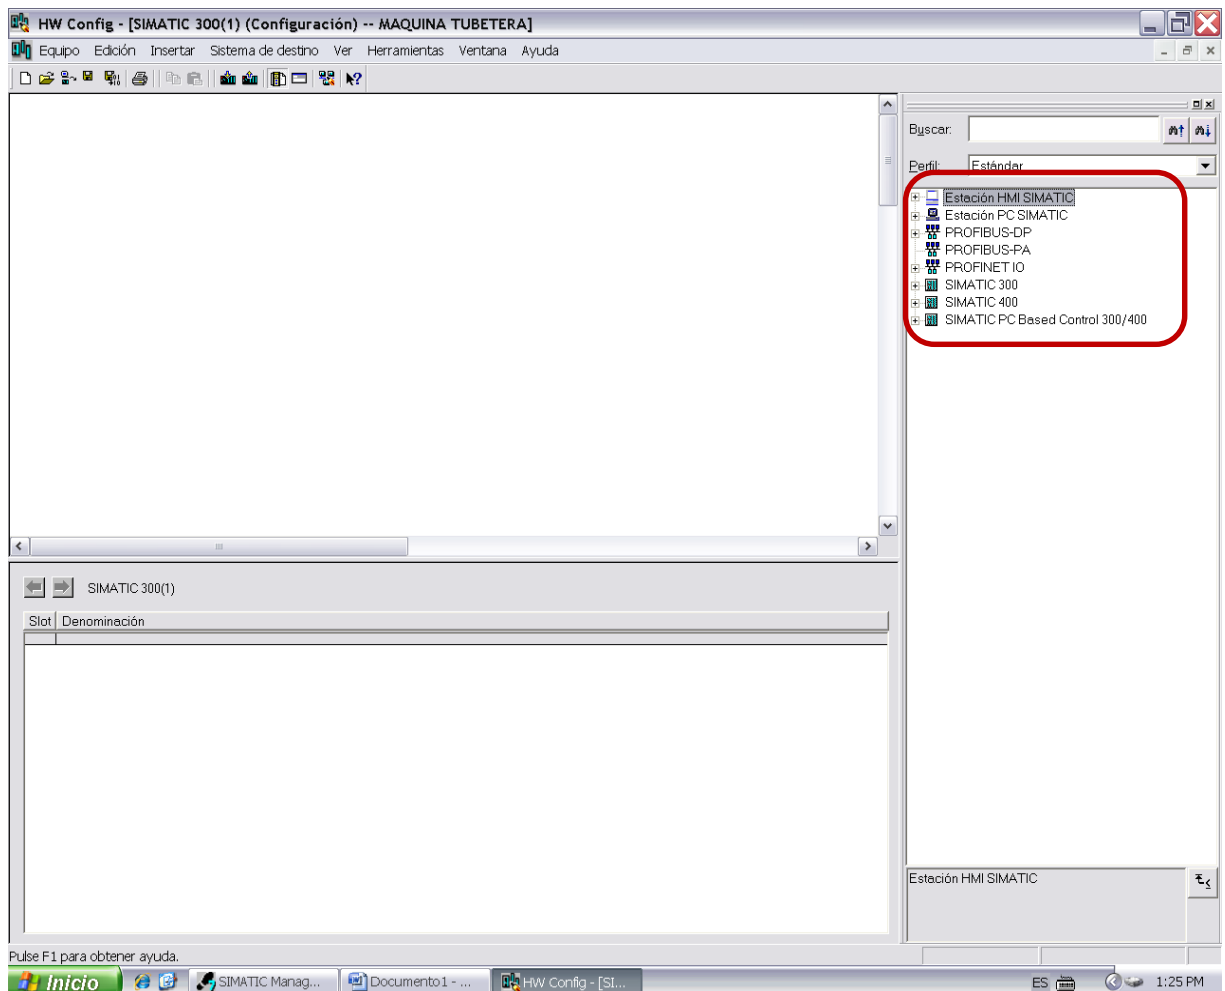 HW Config - [SIMATIC 300(1) (Configuración) -- MAQUINA TUBETERA]
Equipo Edición Insertar Sistema de destino Ver Herramientas Ventana Ayuda
Buscar:
Perfil: Estándar
Estación HMI SIMATIC
Estación PC SIMATIC
PROFIBUS-DP
PROFIBUS-PA
PROFINET IO
SIMATIC 300
SIMATIC 400
SIMATIC PC Based Control 300/400
SIMATIC 300(1)
Slot Denominación
Estación HMI SIMATIC
Pulse F1 para obtener ayuda.
Inicio SIMATIC Manag... Documento1 - ... HW Config - [SI... ES 1:25 PM